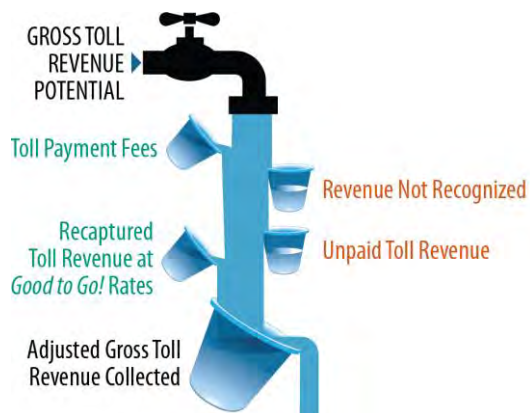 GROSS TOLL
REVENUE
POTENTIAL
Toll Payment Fees
Revenue Not Recognized
Recaptured
Toll Revenue at
Good to Go! Rates
Unpaid Toll Revenue
Adjusted Gross Toll
Revenue Collected